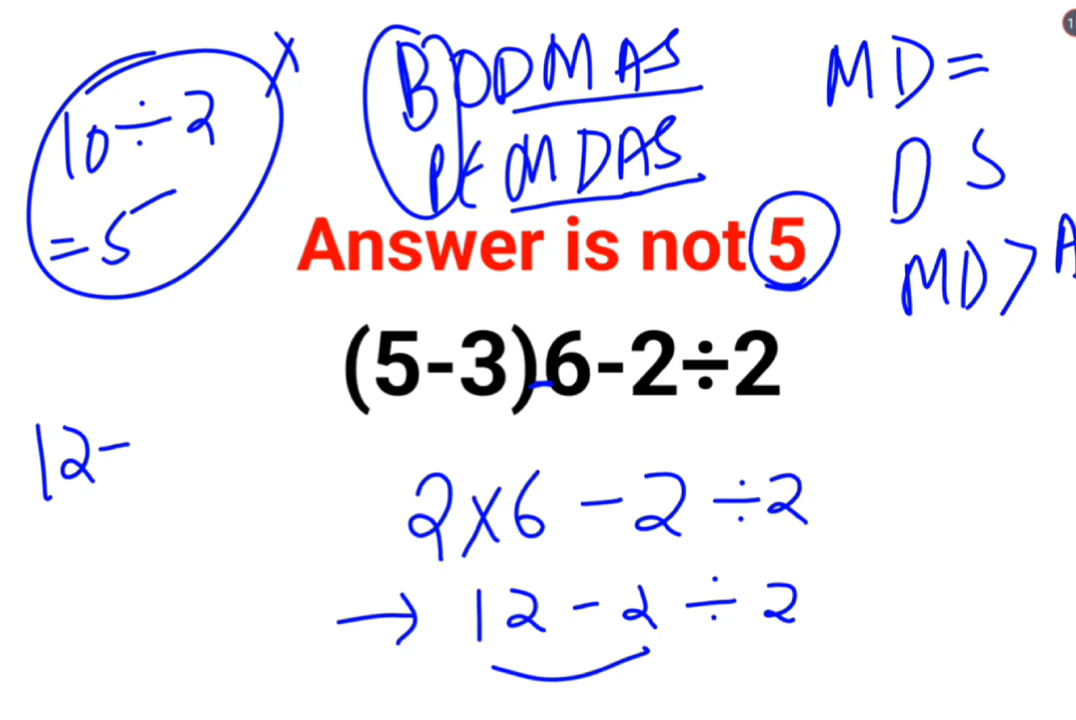 10÷2
=5
x
BODMAS
PEMDAS
MD=
D S
MD>A
Answer is not 5
(5-3)6-2÷2
12-
2x6-2÷2
→ 12-2÷2
1